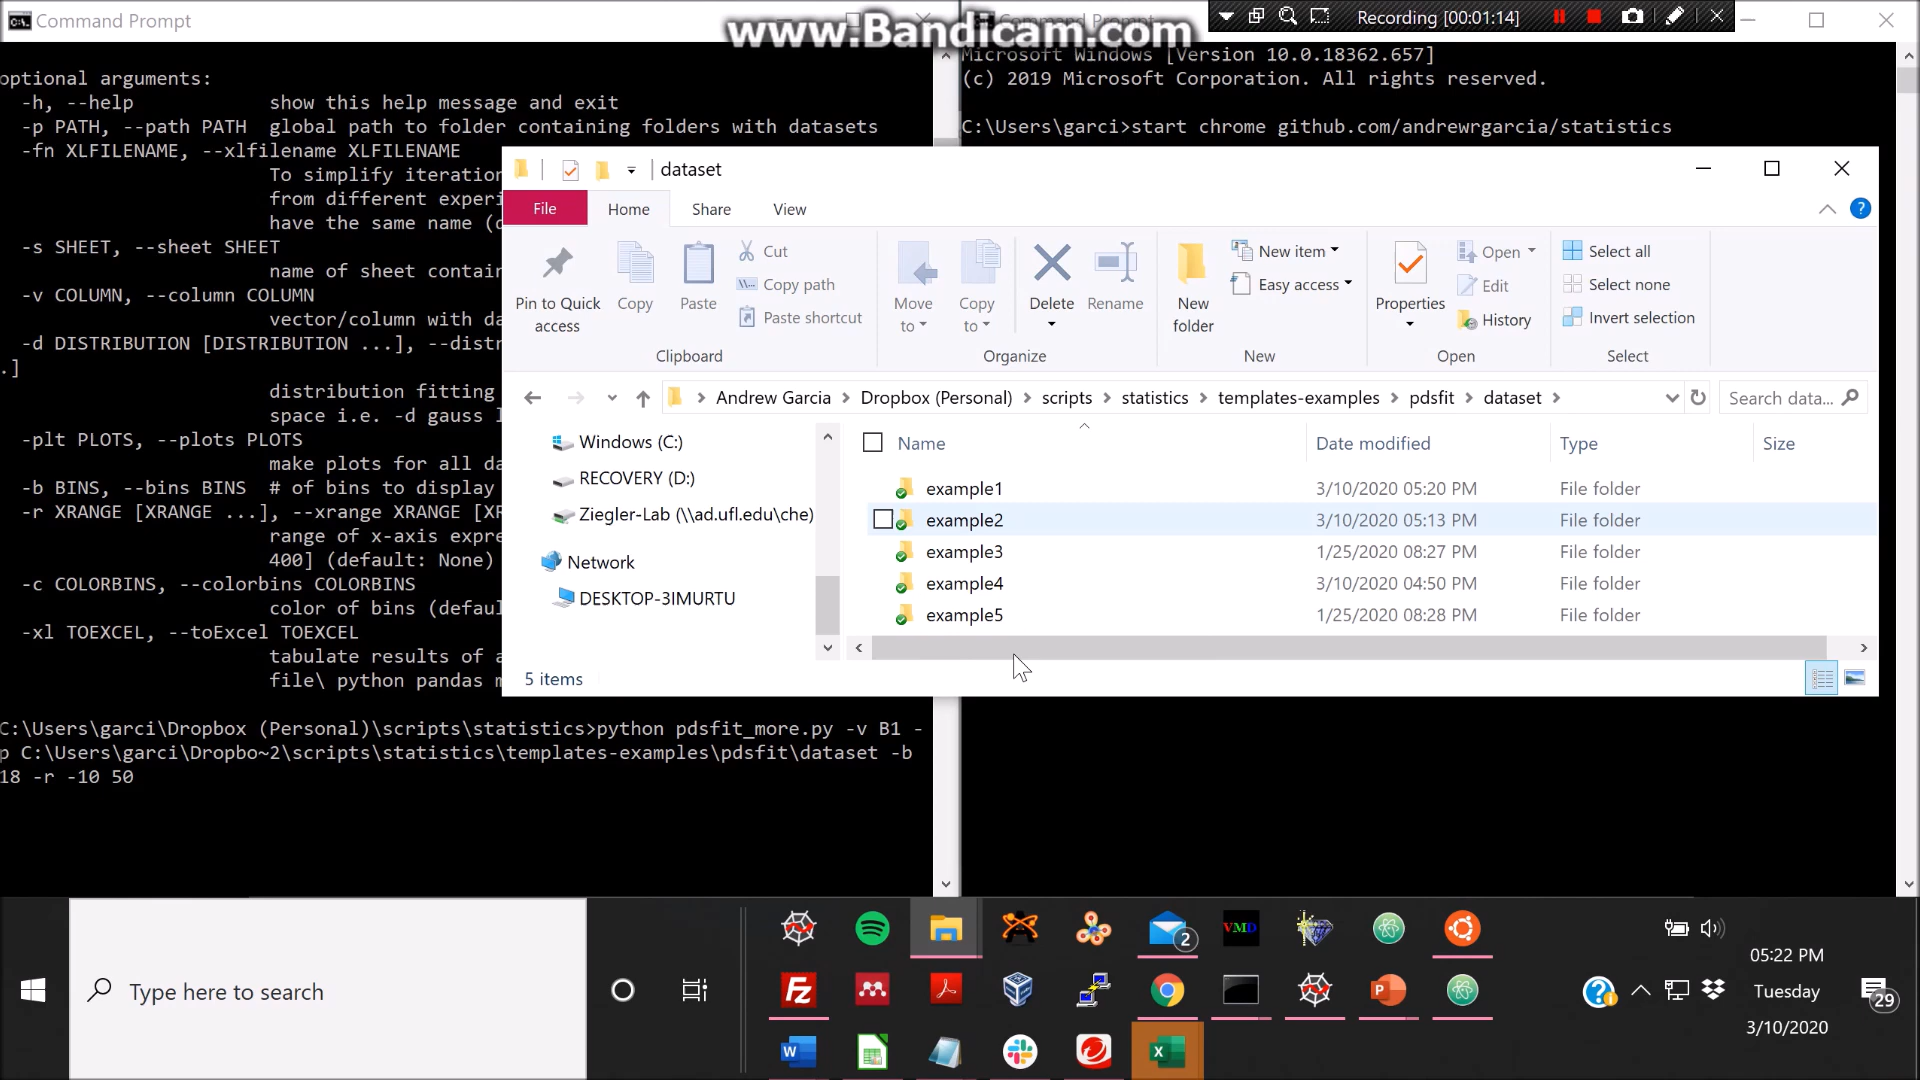 Command Prompt
www.Bandicam.com
Command Prompt
Recording [00:01:14]
optional arguments:
-h, --help show this help message and exit
-p PATH, --path PATH global path to folder containing folders with datasets
-fn XLFILENAME, --xlfilename XLFILENAME
To simplify iteration
from different experi
have the same name (
-s SHEET, --sheet SHEET
name of sheet contain
-v COLUMN, --column COLUMN
vector/column with da
-d DISTRIBUTION [DISTRIBUTION ...], --distr
.]
distribution fitting
space i.e. -d gauss l
-plt PLOTS, --plots PLOTS
make plots for all da
-b BINS, --bins BINS # of bins to display
-r XRANGE [XRANGE ...], --xrange XRANGE [XR
range of x-axis expre
400] (default: None)
-c COLORBINS, --colorbins COLORBINS
color of bins (defau
-xl TOEXCEL, --toExcel TOEXCEL
tabulate results of a
file\ python pandas m
C:\Users\garci\Dropbox (Personal)\scripts\statistics>python pdsfit_more.py -v B1 -
p C:\Users\garci\Dropbo~2\scripts\statistics\templates-examples\pdsfit\dataset -b
18 -r -10 50
Microsoft Windows [Version 10.0.18362.657]
(c) 2019 Microsoft Corporation. All rights reserved.
C:\Users\garci>start chrome github.com/andrewrgarcia/statistics
dataset
File Home Share View
Pin to Quick access
Copy
Paste
Cut
Copy path
Paste shortcut
Clipboard
Move to
Copy to
Delete
Rename
Organize
New folder
New item
Easy access
New
Properties
Open
Edit
History
Open
Select all
Select none
Invert selection
Select
Andrew Garcia Dropbox (Personal) scripts statistics templates-examples pdsfit dataset
Search data...
Windows (C:)
RECOVERY (D:)
Ziegler-Lab (\\ad.ufl.edu\che)
Network
DESKTOP-3IMURTU
Name Date modified Type Size
example1 3/10/2020 05:20 PM File folder
example2 3/10/2020 05:13 PM File folder
example3 1/25/2020 08:27 PM File folder
example4 3/10/2020 04:50 PM File folder
example5 1/25/2020 08:28 PM File folder
5 items
Type here to search
2
VMD
05:22 PM
Tuesday
3/10/2020
29